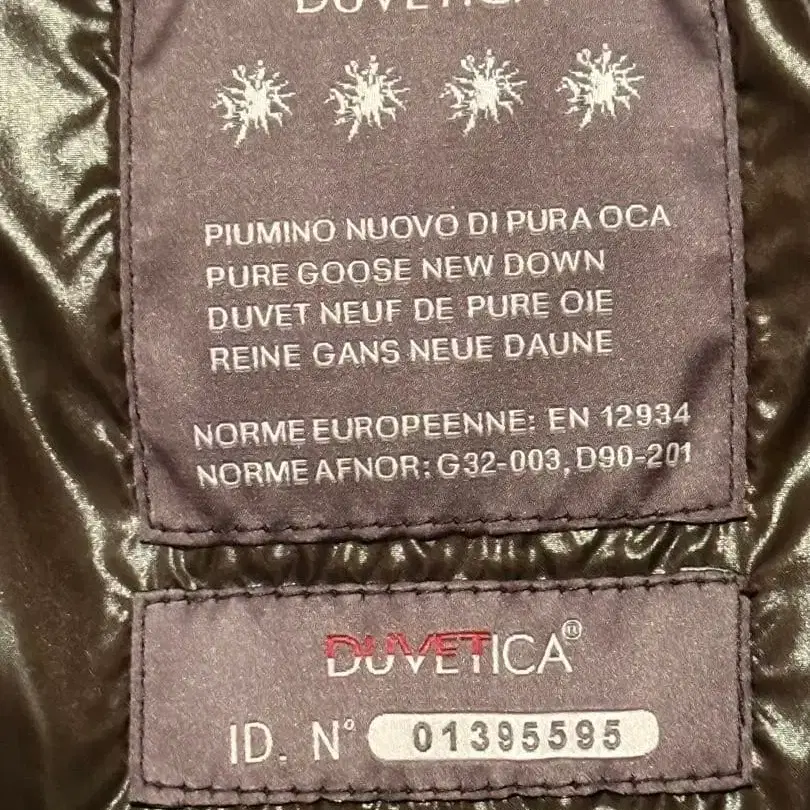 DUVETICA
PIUMINO NUOVO DI PURA OCA
PURE GOOSE NEW DOWN
DUVET NEUF DE PURE OIE
REINE GANS NEUE DAUNE
NORME EUROPEENNE: EN 12934
NORME AFNOR: G32-003, D90-201
DUVETICA®
ID. N° 01395595